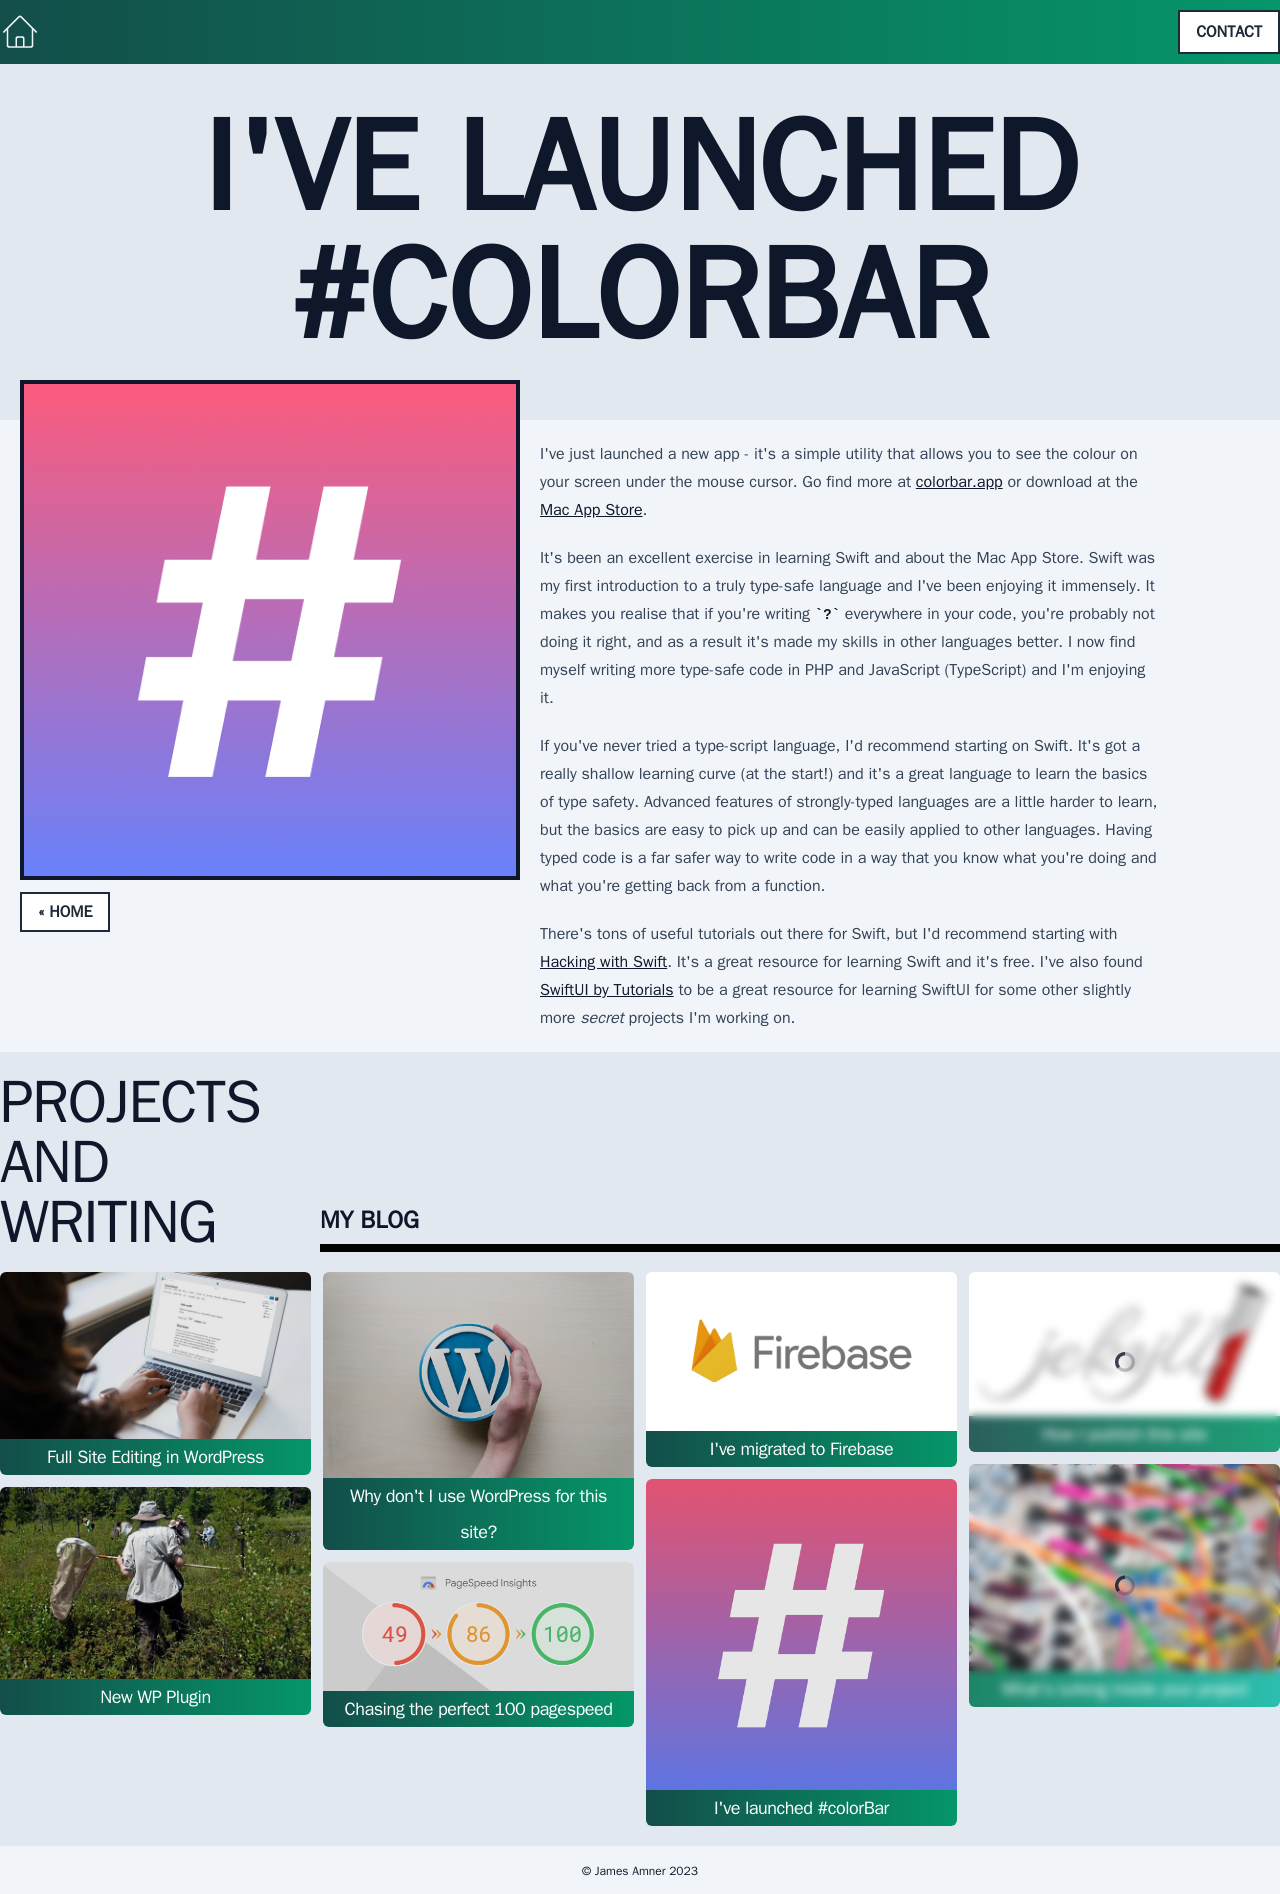 CONTACT
I'VE LAUNCHED
#COLORBAR
#
I've just launched a new app - it's a simple utility that allows you to see the colour on
your screen under the mouse cursor. Go find more at colorbar.app or download at the
Mac App Store.
It's been an excellent exercise in learning Swift and about the Mac App Store. Swift was
my first introduction to a truly type-safe language and I've been enjoying it immensely. It
makes you realise that if you're writing `?` everywhere in your code, you're probably not
doing it right, and as a result it's made my skills in other languages better. I now find
myself writing more type-safe code in PHP and JavaScript (TypeScript) and I'm enjoying
it.
If you've never tried a type-script language, I'd recommend starting on Swift. It's got a
really shallow learning curve (at the start!) and it's a great language to learn the basics
of type safety. Advanced features of strongly-typed languages are a little harder to learn,
but the basics are easy to pick up and can be easily applied to other languages. Having
typed code is a far safer way to write code in a way that you know what you're doing and
what you're getting back from a function.
There's tons of useful tutorials out there for Swift, but I'd recommend starting with
Hacking with Swift. It's a great resource for learning Swift and it's free. I've also found
SwiftUI by Tutorials to be a great resource for learning SwiftUI for some other slightly
more secret projects I'm working on.
« HOME
PROJECTS
AND
WRITING
MY BLOG
Full Site Editing in WordPress
New WP Plugin
W
Why don't I use WordPress for this
site?
PageSpeed Insights
49 » 86 » 100
Chasing the perfect 100 pagespeed
Firebase
I've migrated to Firebase
#
I've launched #colorBar
jekyll
How I publish this site
What's lurking inside your project
© James Amner 2023